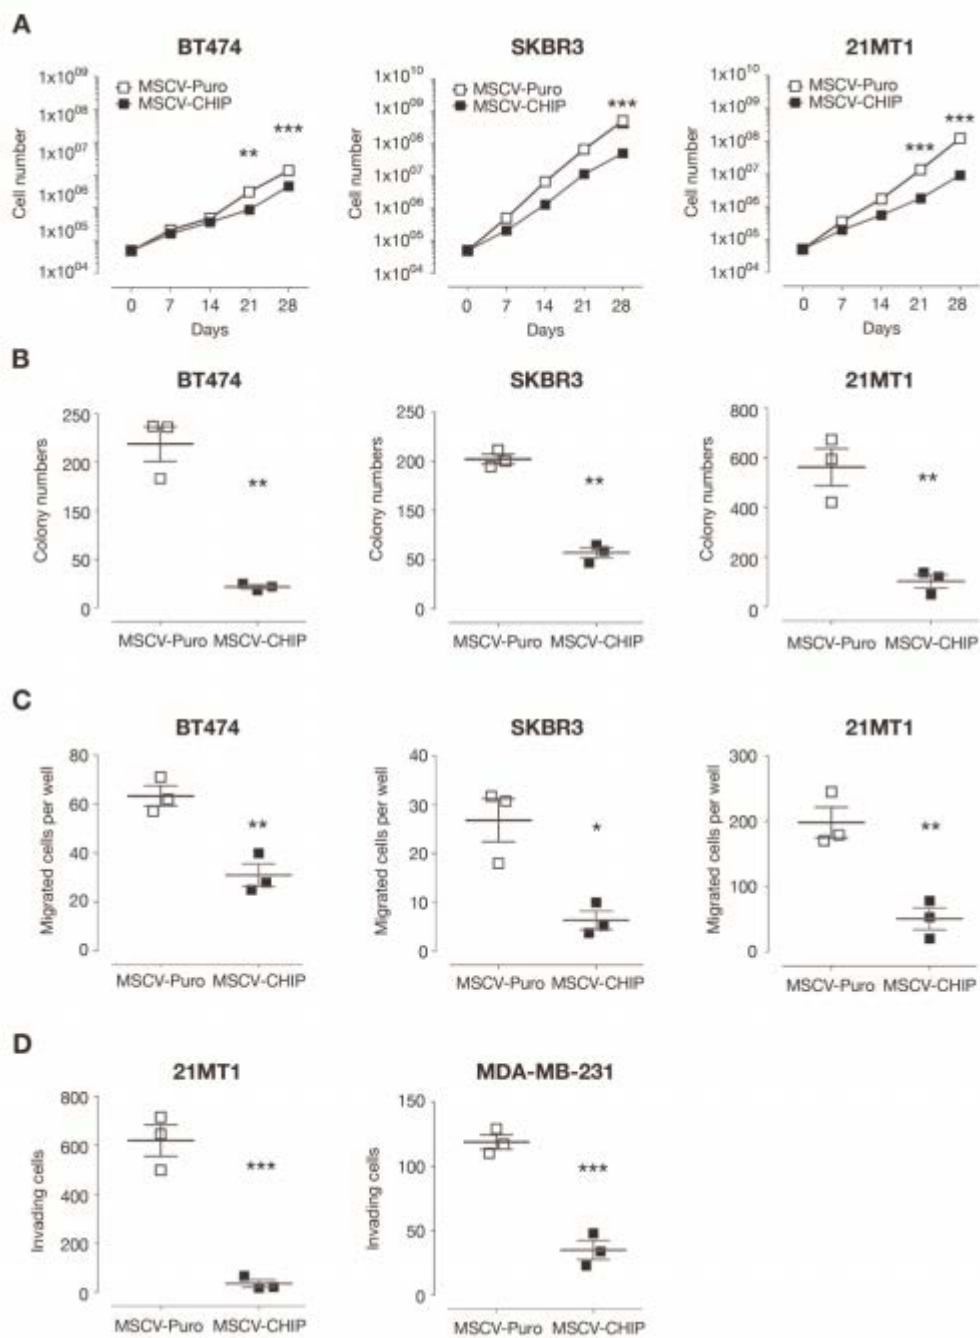 A
BT474 SKBR3 21MT1
1x10^09 1x10^10 1x10^10
MSCV-Puro MSCV-Puro MSCV-Puro
MSCV-CHIP MSCV-CHIP MSCV-CHIP
1x10^08 1x10^09 1x10^09
*** *** ***
** ***
1x10^07 1x10^08 1x10^08
1x10^06 1x10^07 1x10^07
1x10^05 1x10^06 1x10^06
1x10^04 1x10^05 1x10^05
1x10^04 1x10^04
Cell number Cell number Cell number
0 7 14 21 28 0 7 14 21 28 0 7 14 21 28
Days Days Days
B
BT474 SKBR3 21MT1
250 250 800
200 200 600
** ** **
150 150 400
50 50 200
0 0 0
Colony numbers Colony numbers Colony numbers
MSCV-Puro MSCV-CHIP MSCV-Puro MSCV-CHIP MSCV-Puro MSCV-CHIP
C
BT474 SKBR3 21MT1
80 40 300
60 30 200
** * **
40 20 100
20 10 0
0 0
Migrated cells per well Migrated cells per well Migrated cells per well
MSCV-Puro MSCV-CHIP MSCV-Puro MSCV-CHIP MSCV-Puro MSCV-CHIP
D
21MT1 MDA-MB-231
800 150
600 100
*** ***
400 50
200 0
0
Invading cells Invading cells
MSCV-Puro MSCV-CHIP MSCV-Puro MSCV-CHIP